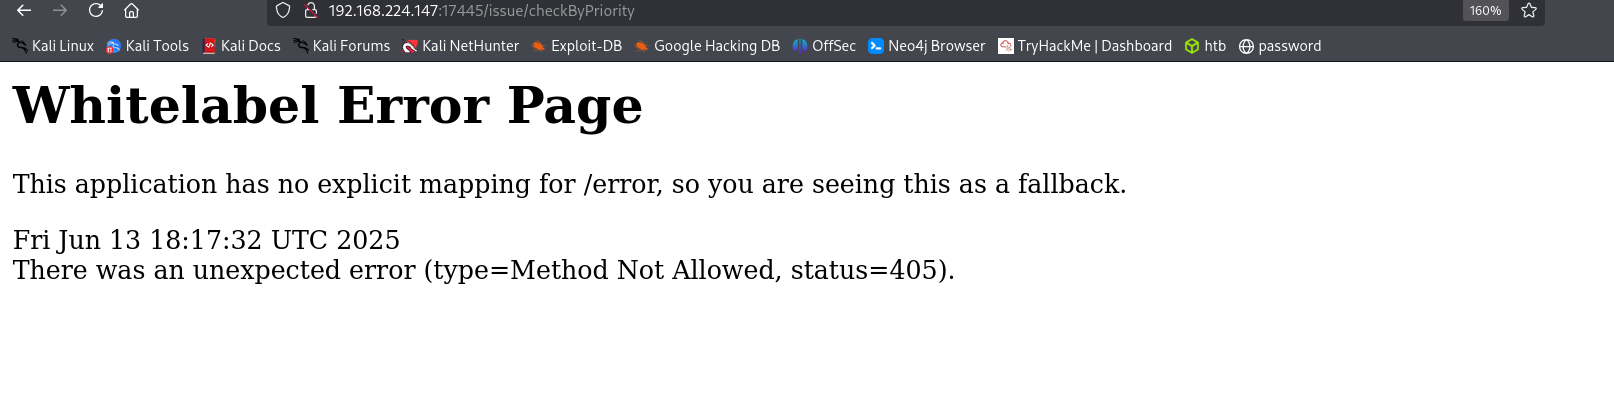 192.168.224.147:17445/issue/checkByPriority 160%
Kali Linux Kali Tools Kali Docs Kali Forums Kali NetHunter Exploit-DB Google Hacking DB OffSec Neo4j Browser TryHackMe | Dashboard htb password
Whitelabel Error Page
This application has no explicit mapping for /error, so you are seeing this as a fallback.
Fri Jun 13 18:17:32 UTC 2025
There was an unexpected error (type=Method Not Allowed, status=405).